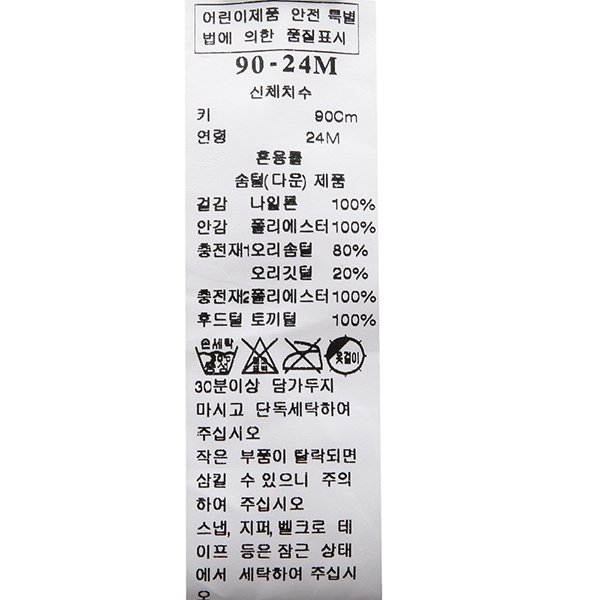 어린이제품 안전 특별
법에 의한 품질표시
90-24M
신체치수
키 90Cm
연령 24M
혼용률
솜털(다운) 제품
겉감 나일론 100%
안감 폴리에스터 100%
충전재1 오리솜털 80%
오리깃털 20%
충전재2 폴리에스터 100%
후드털 토끼털 100%
손세탁
중성
옷걸이
30분이상 담가두지
마시고 단독세탁하여
주십시오
작은 부품이 탈락되면
삼킬 수 있으니 주의
하여 주십시오
스냅, 지퍼, 벨크로 테
이프 등은 잠근 상태
에서 세탁하여 주십시
오